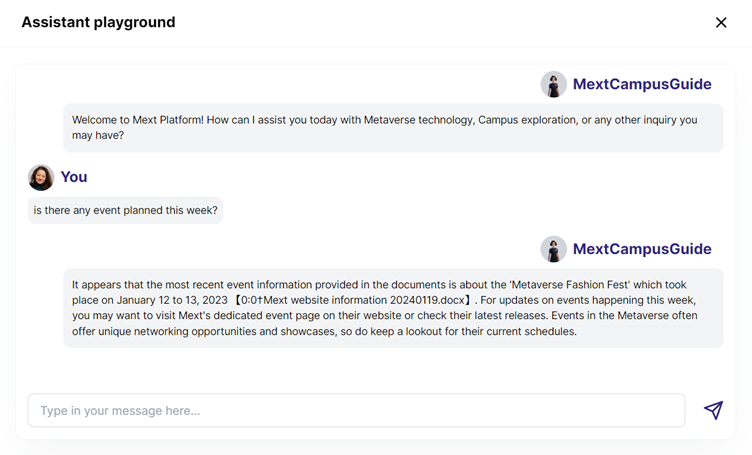 Assistant playground
MextCampusGuide
Welcome to Mext Platform! How can I assist you today with Metaverse technology, Campus exploration, or any other inquiry you
may have?
You
is there any event planned this week?
MextCampusGuide
It appears that the most recent event information provided in the documents is about the 'Metaverse Fashion Fest' which took
place on January 12 to 13, 2023 【0:0†Mext website information 20240119.docx】. For updates on events happening this week,
you may want to visit Mext's dedicated event page on their website or check their latest releases. Events in the Metaverse often
offer unique networking opportunities and showcases, so do keep a lookout for their current schedules.
Type in your message here...